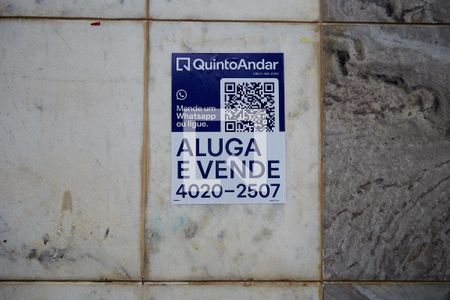 QuintoAndar
Mande um
Whatsapp
ou ligue.
ALUGA
E VENDE
4020-2507